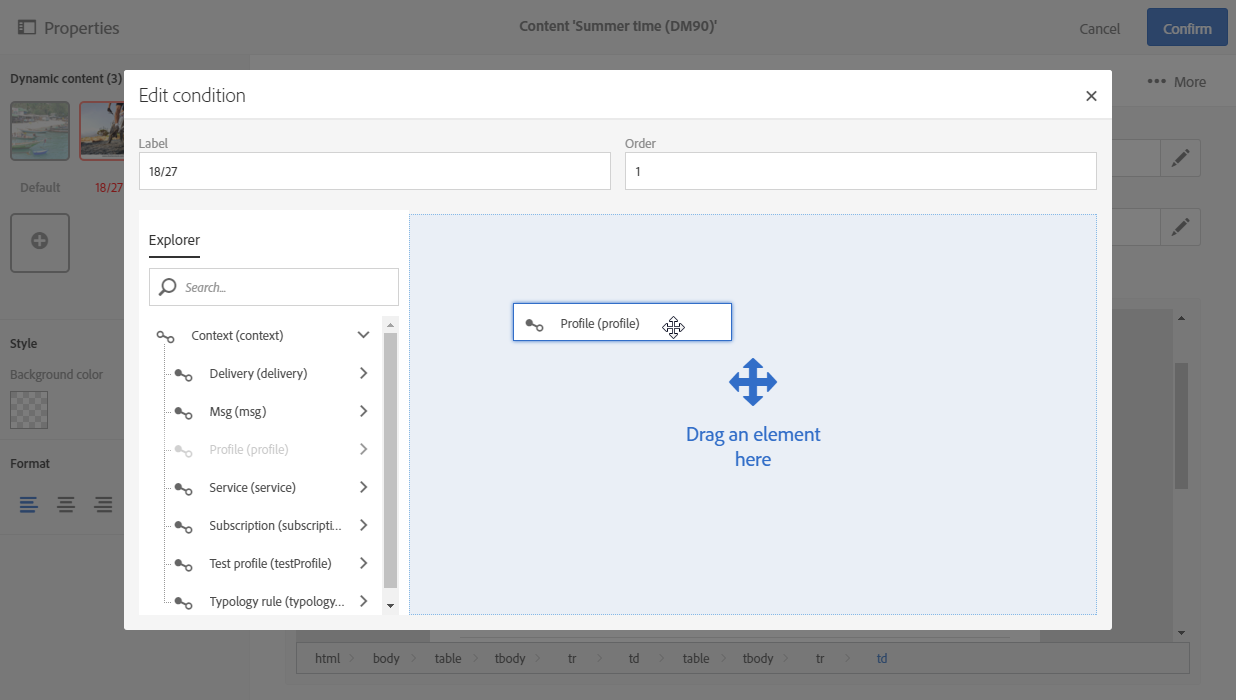 Properties
Content 'Summer time (DM90)'
Cancel
Confirm
Dynamic content (3)
More
Default
18/27
Style
Background color
Format
Edit condition
Label
Order
18/27
1
Explorer
Search...
Context (context)
Delivery (delivery)
Msg (msg)
Profile (profile)
Service (service)
Subscription (subscripti...
Test profile (testProfile)
Typology rule (typology...
Profile (profile)
Drag an element
here
html body table tbody tr td table tbody tr td